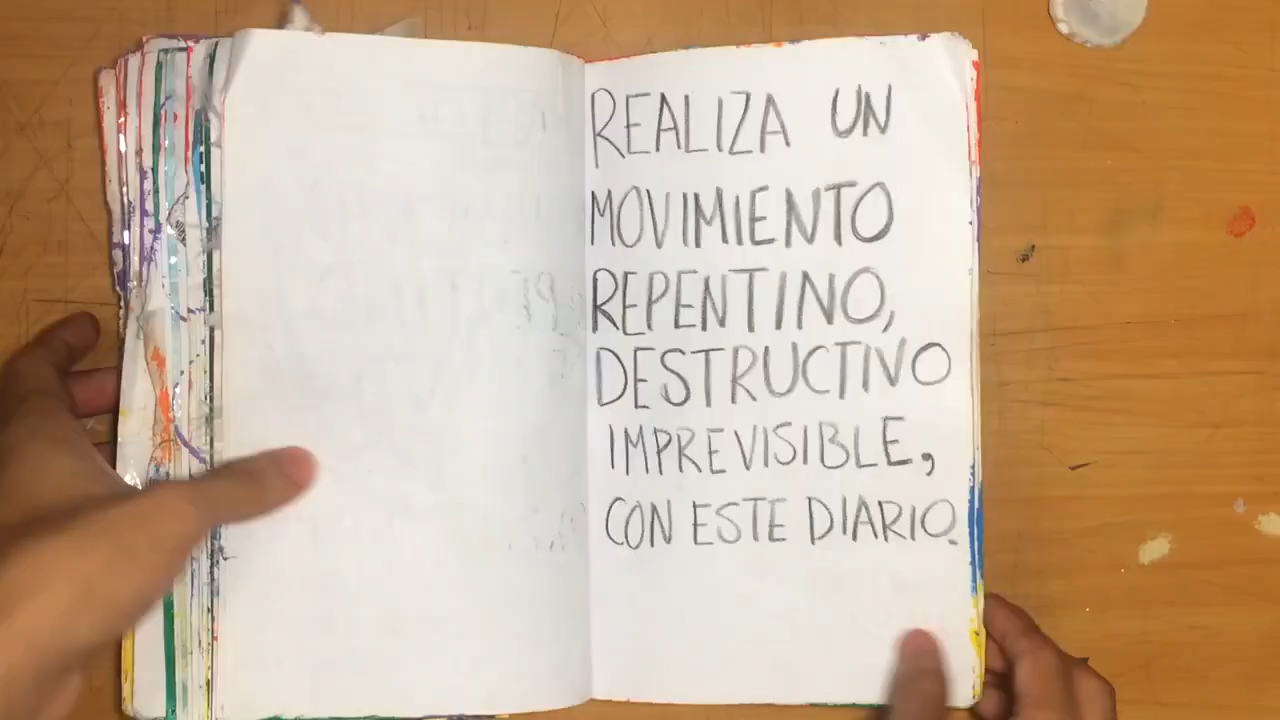 REALIZA UN
MOVIMIENTO
REPENTINO,
DESTRUCTIVO
IMPREVISIBLE,
CON ESTE DIARIO.